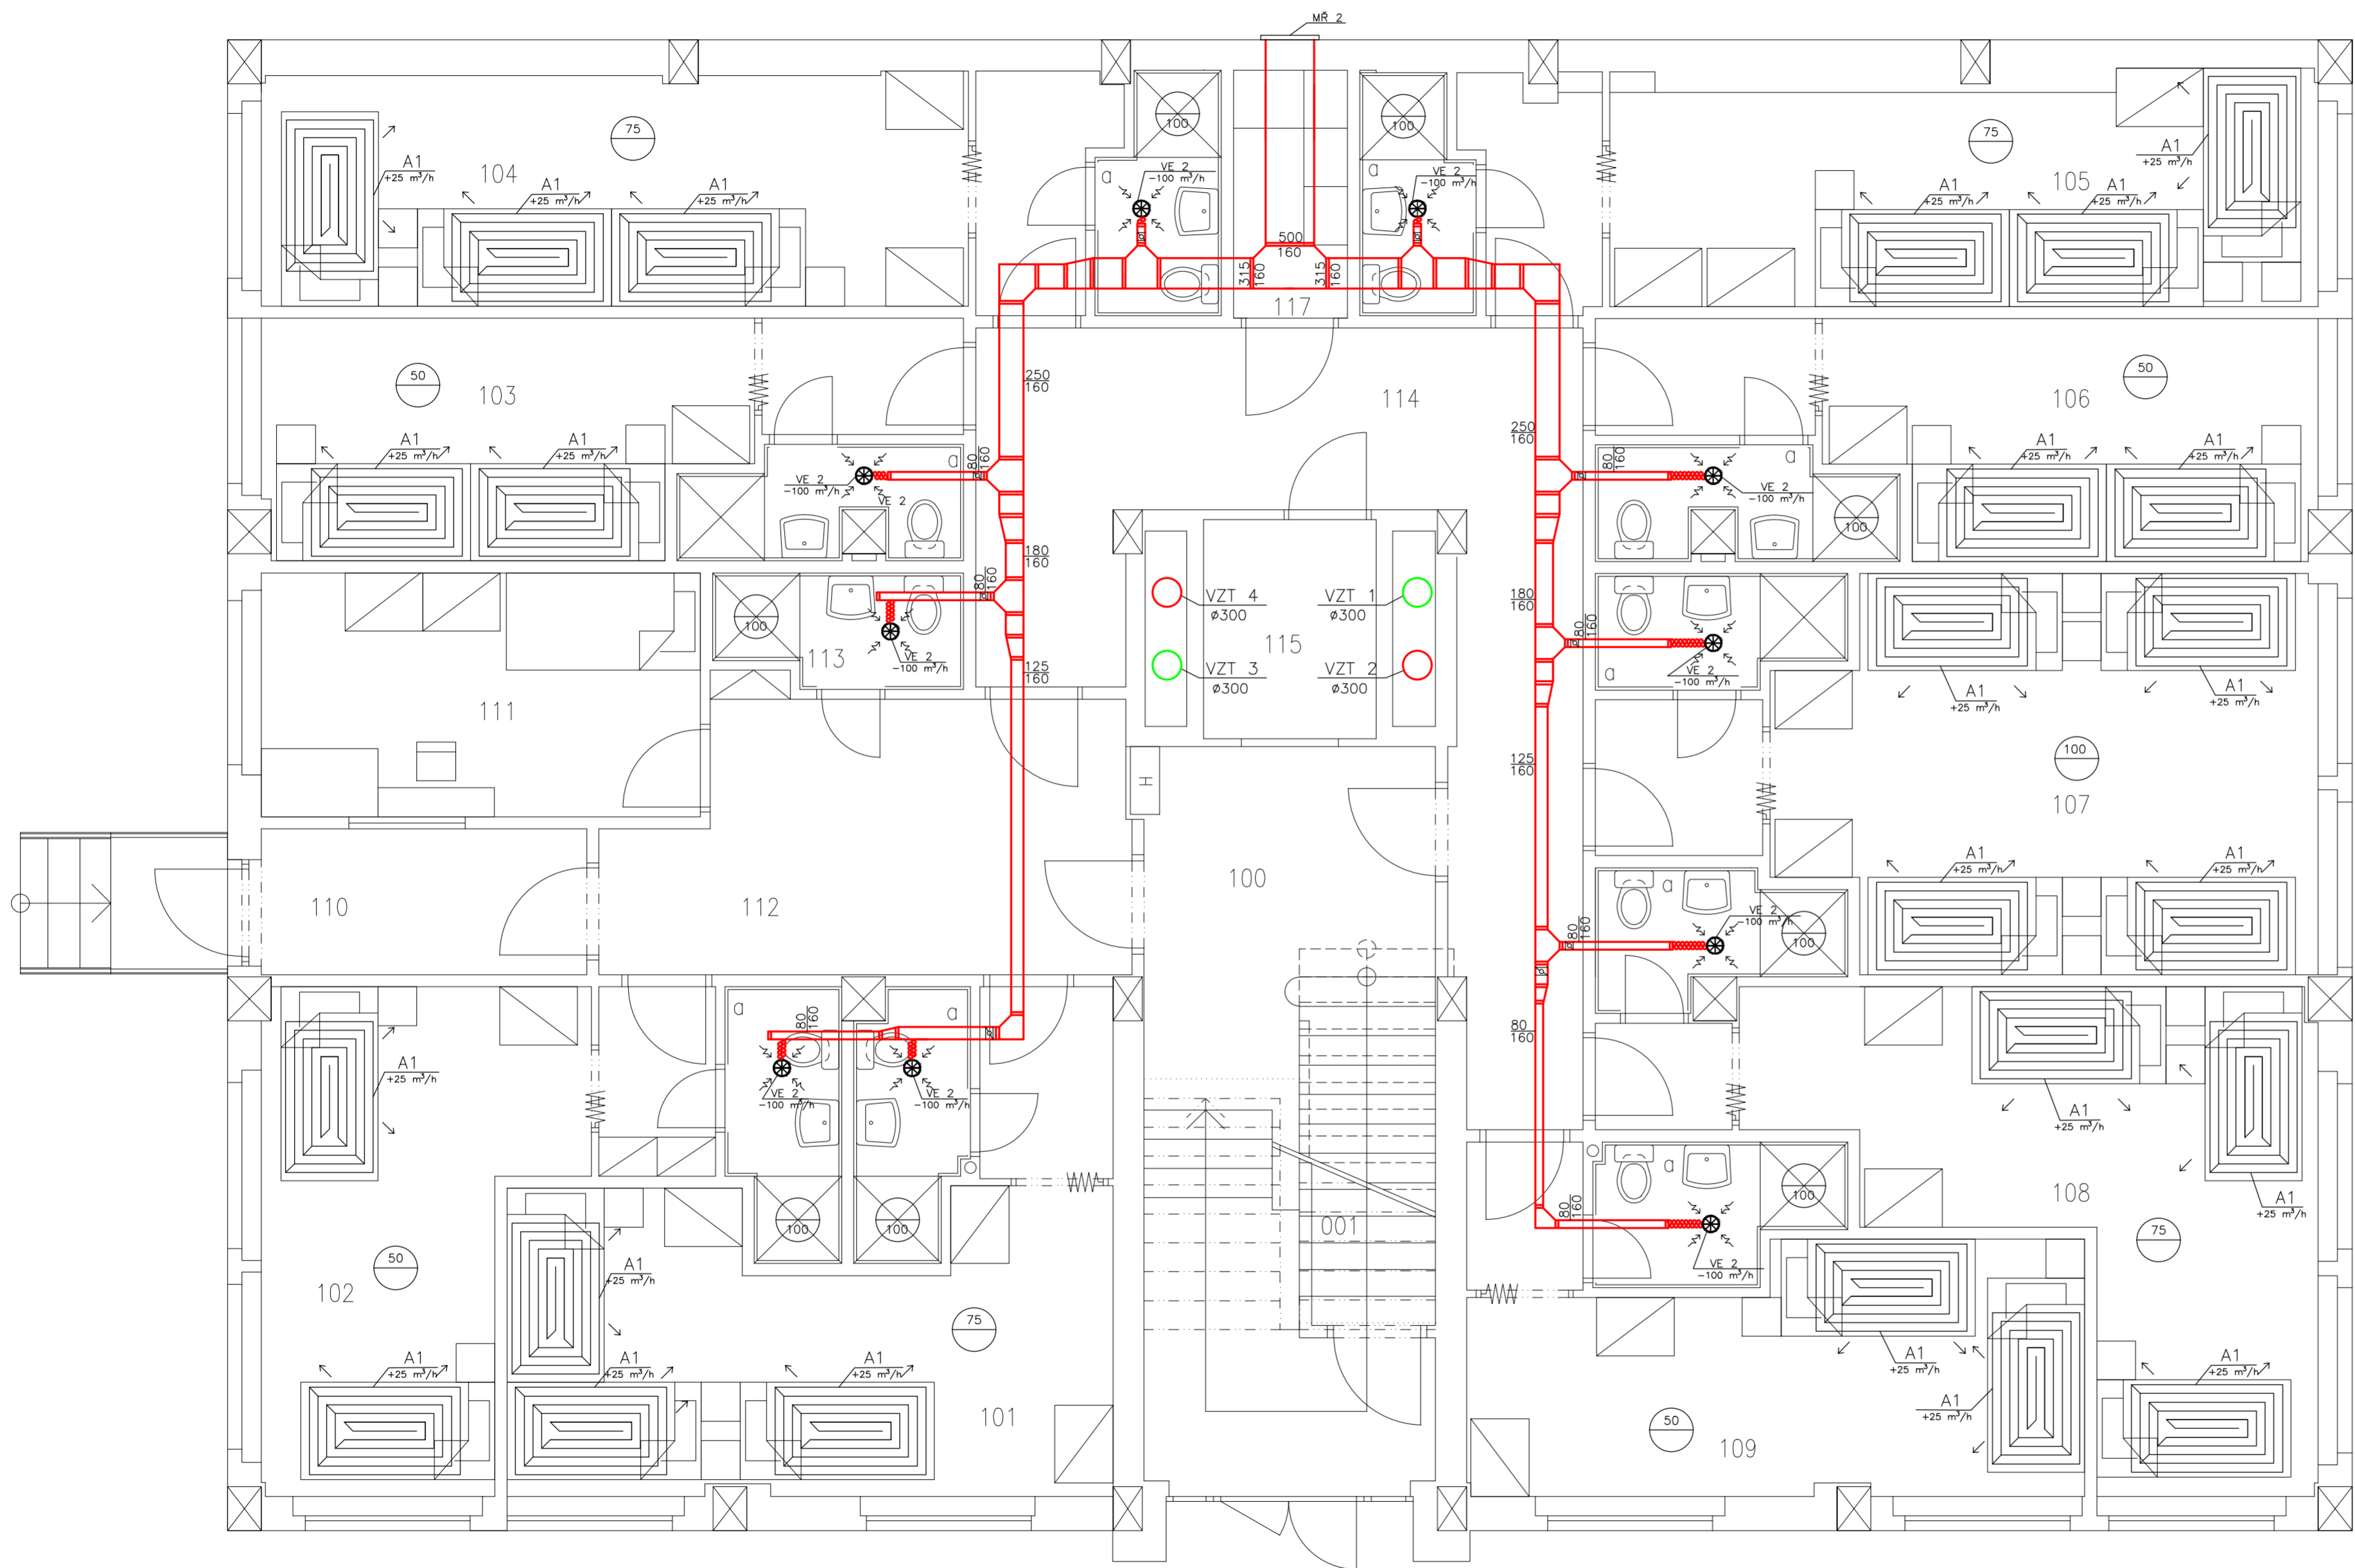 MŘ 2
75
A1
+25 m³/h
104
A1
+25 m³/h
A1
+25 m³/h
100
a
VE 2
-100 m³/h
500
160
315
160
315
160
117
100
a
VE 2
-100 m³/h
75
A1
+25 m³/h
105
A1
+25 m³/h
A1
+25 m³/h
50
103
A1
+25 m³/h
A1
+25 m³/h
250
160
114
250
160
50
106
A1
+25 m³/h
A1
+25 m³/h
a
80
160
VE 2
-100 m³/h
VE 2
80
160
a
VE 2
-100 m³/h
100
180
160
80
160
100
113
VE 2
-100 m³/h
125
160
VZT 4
ø300
VZT 1
ø300
115
VZT 3
ø300
VZT 2
ø300
180
160
80
160
a
VE 2
-100 m³/h
A1
+25 m³/h
A1
+25 m³/h
111
H
125
160
100
107
A1
+25 m³/h
A1
+25 m³/h
110
112
100
80
160
a
VE 2
-100 m³/h
100
a
80
160
a
VE 2
-100 m³/h
VE 2
-100 m³/h
80
160
A1
+25 m³/h
A1
+25 m³/h
100
100
001
80
160
a
100
VE 2
-100 m³/h
108
75
A1
+25 m³/h
50
102
A1
+25 m³/h
75
A1
+25 m³/h
A1
+25 m³/h
A1
+25 m³/h
101
50
109
A1
+25 m³/h
A1
+25 m³/h
A1
+25 m³/h